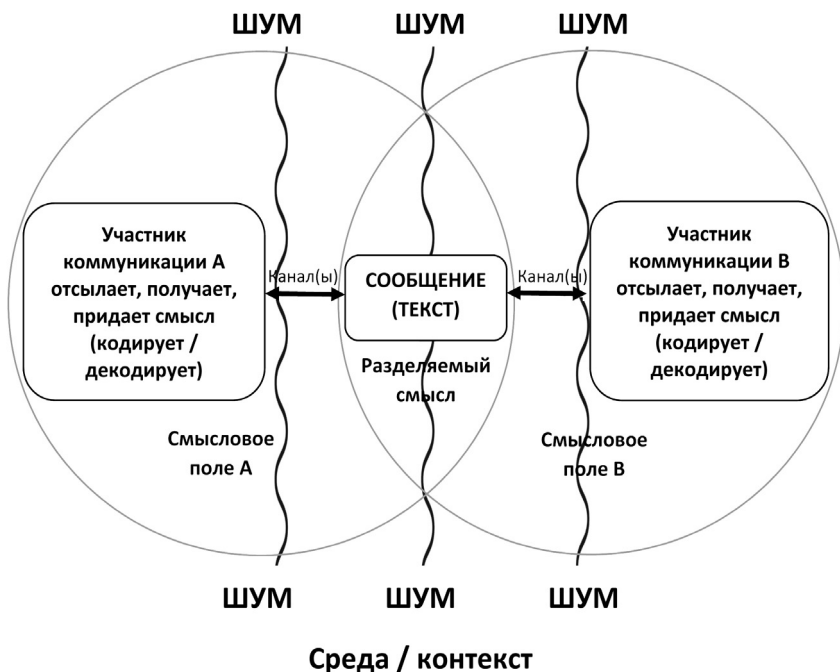 ШУМ ШУМ ШУМ
Участник
коммуникации А
отсылает, получает,
придает смысл
(кодирует /
декодирует)
Канал(ы)
СООБЩЕНИЕ
(ТЕКСТ)
Канал(ы)
Участник
коммуникации В
отсылает, получает,
придает смысл
(кодирует /
декодирует)
Разделяемый
смысл
Смысловое
поле А
Смысловое
поле В
ШУМ ШУМ ШУМ
Среда / контекст